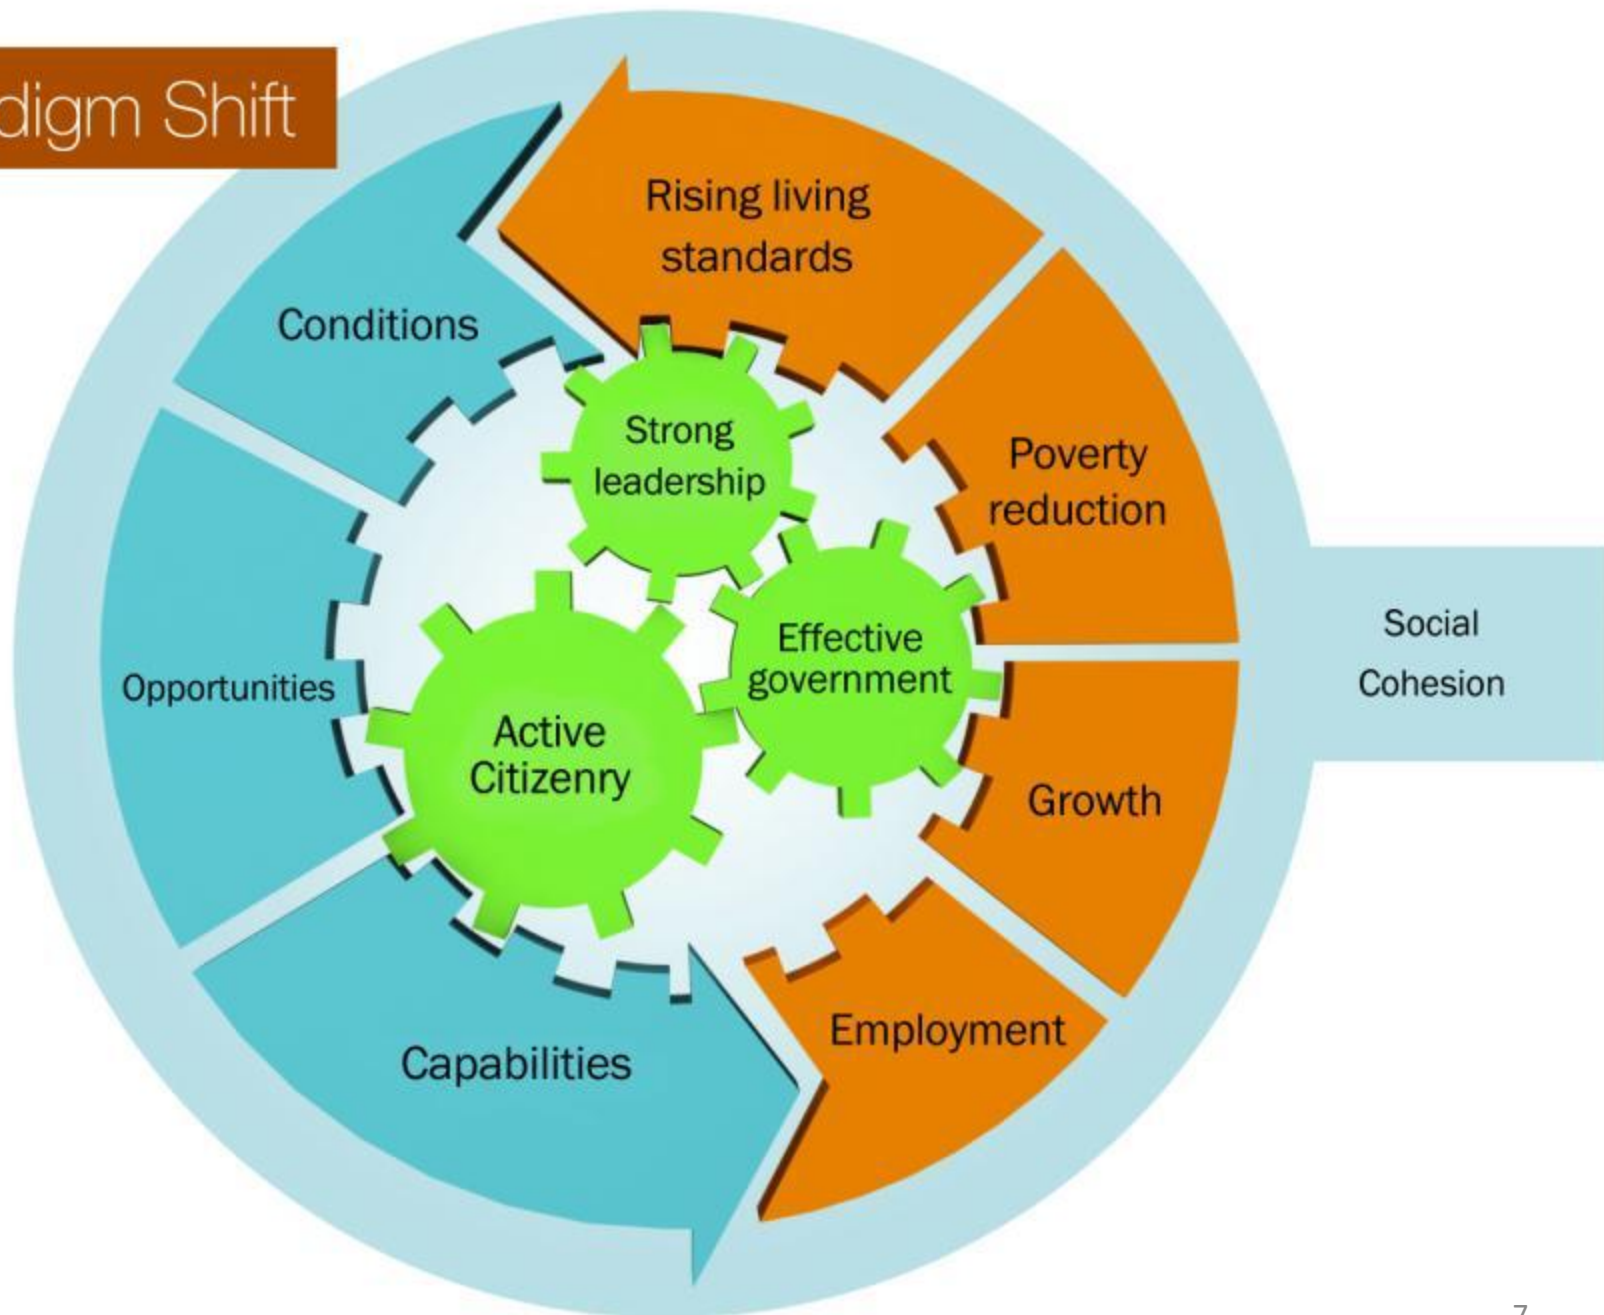 digm Shift
Rising living
standards
Conditions
Strong
leadership
Poverty
reduction
Social
Cohesion
Effective
government
Opportunities
Active
Citizenry
Growth
Employment
Capabilities
7